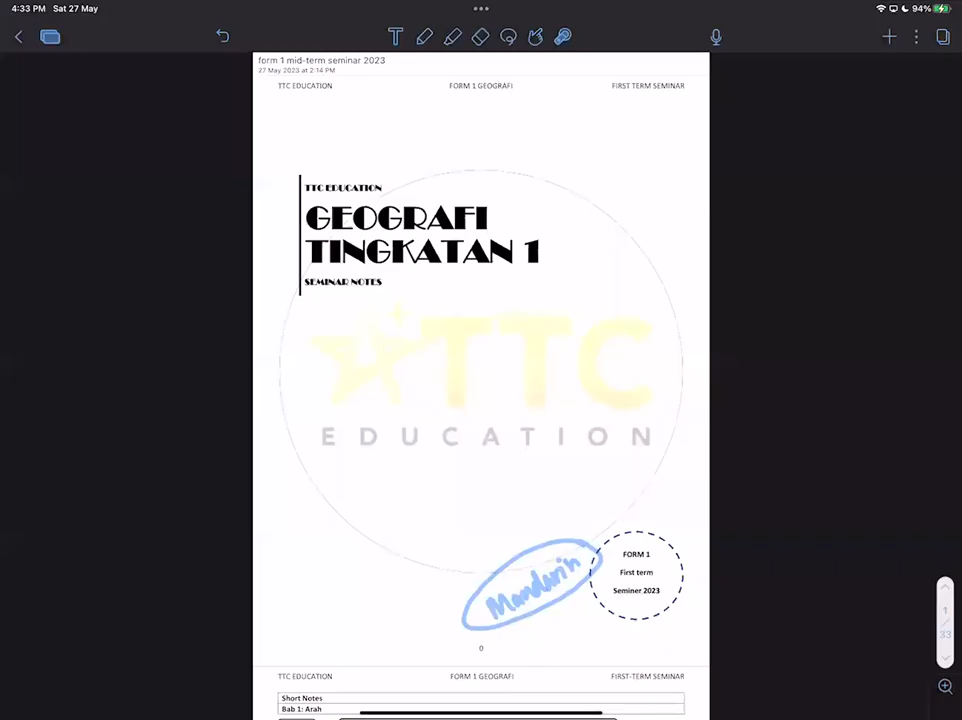 4:33 PM Sat 27 May
94%
form 1 mid-term seminar 2023
27 May 2023 at 2:14 PM
TTC EDUCATION FORM 1 GEOGRAFI FIRST TERM SEMINAR
TTC EDUCATION
GEOGRAFI
TINGKATAN 1
SEMINAR NOTES
TTC
EDUCATION
Mandarin
FORM 1
First term
Seminer 2023
0
1
/
33
TTC EDUCATION FORM 1 GEOGRAFI FIRST-TERM SEMINAR
Short Notes
Bab 1: Arah